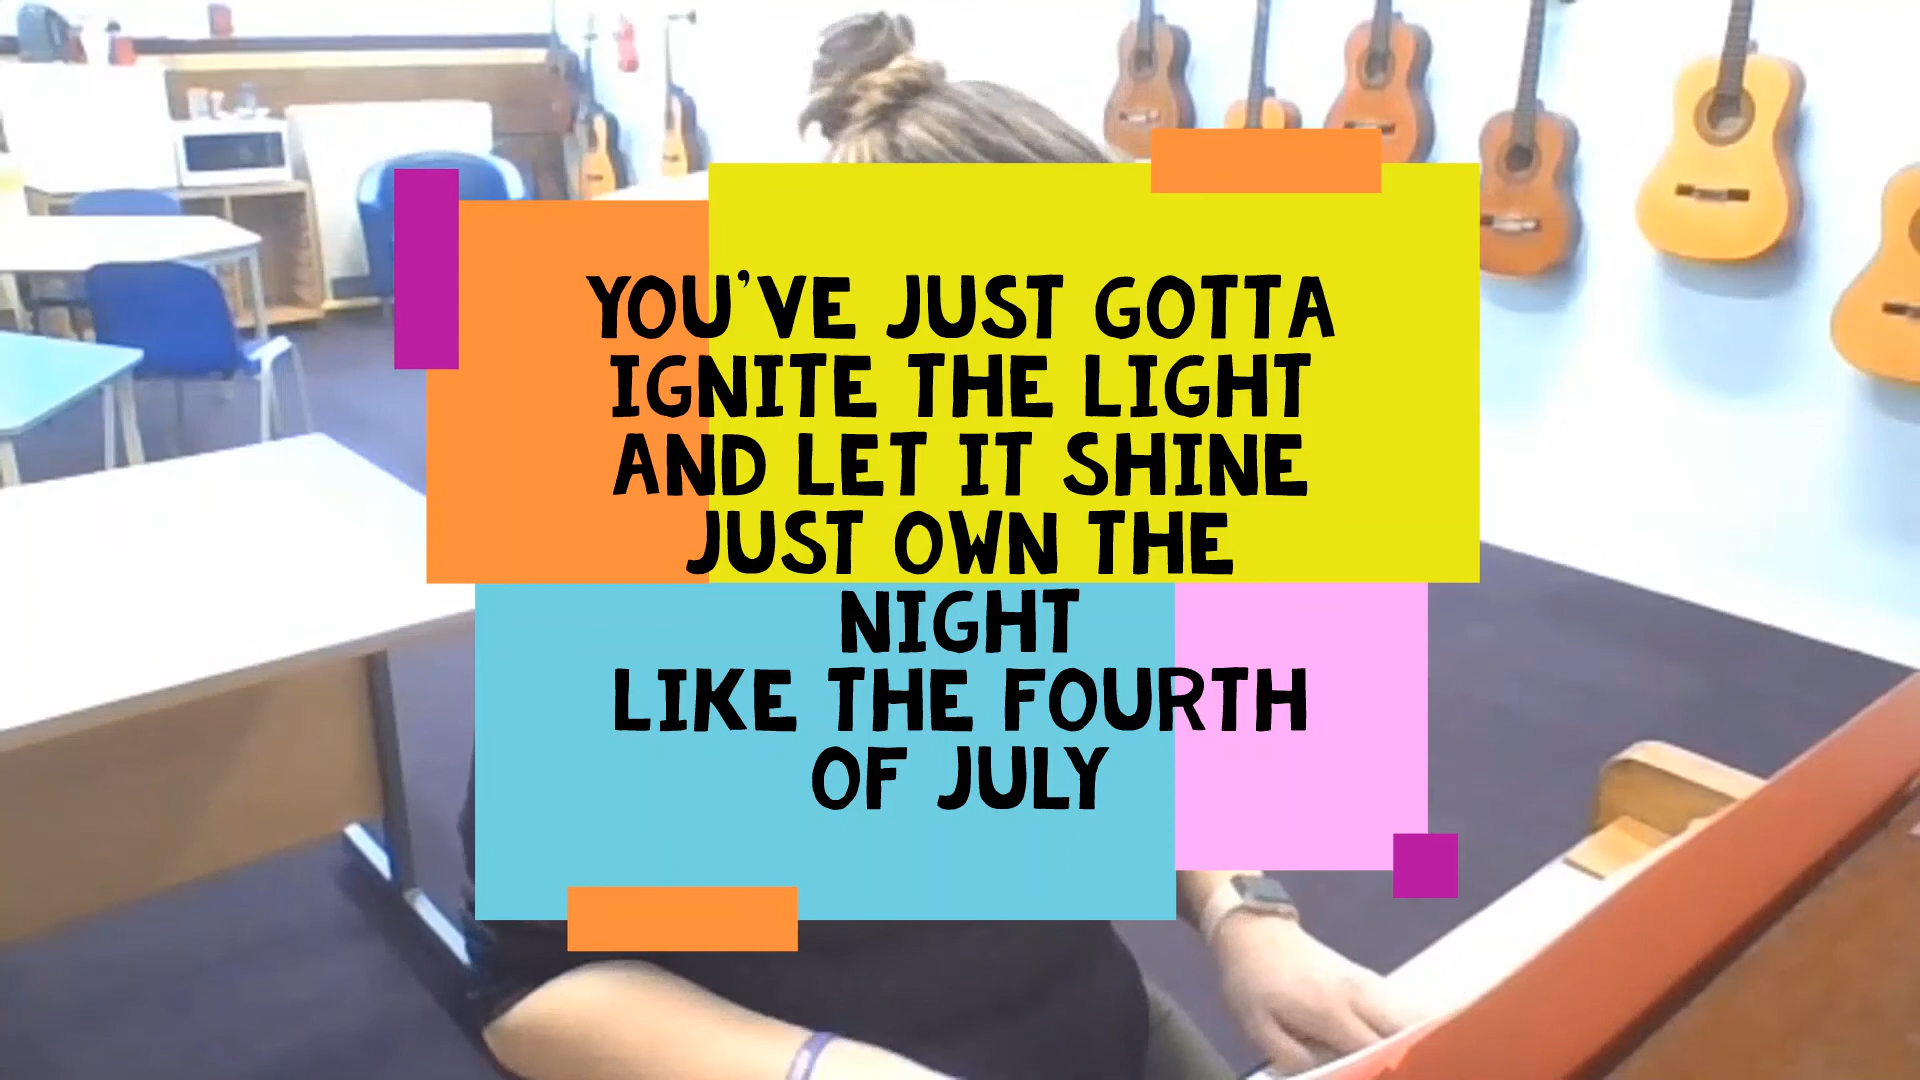 YOU'VE JUST GOTTA
IGNITE THE LIGHT
AND LET IT SHINE
JUST OWN THE
NIGHT
LIKE THE FOURTH
OF JULY